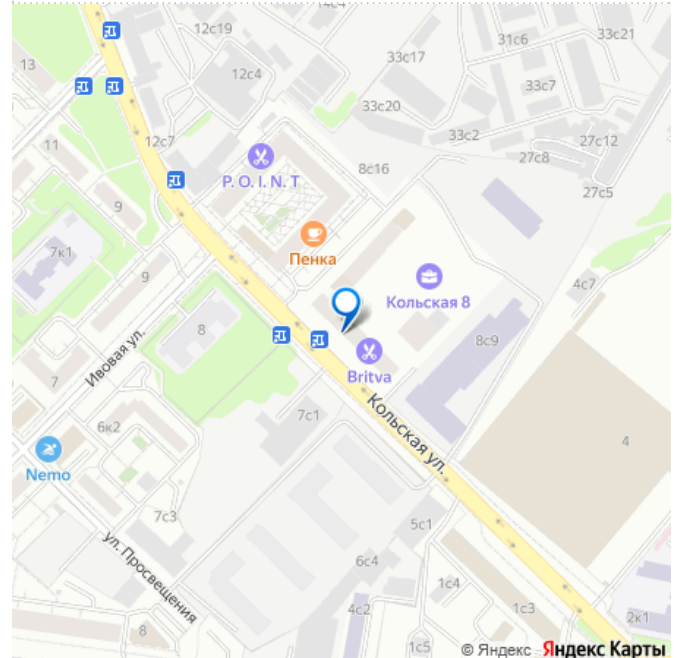 14с4
12с19
31с6
33с21
33с17
13
12с4
33с7
33с20
12с7
33с2
27с12
11
27с8
P. O. I. N. T
8с16
27с5
9
7к1
Пенка
9
4с7
Кольская 8
8
8с9
Ивовая ул.
Britva
7
Кольская ул.
7с1
6к2
4
Nemo
7с3
5с1
ул. Просвещения
6с4
1с4
4с2
1с3
2к1
8
1с5
© Яндекс Яндекс Карты